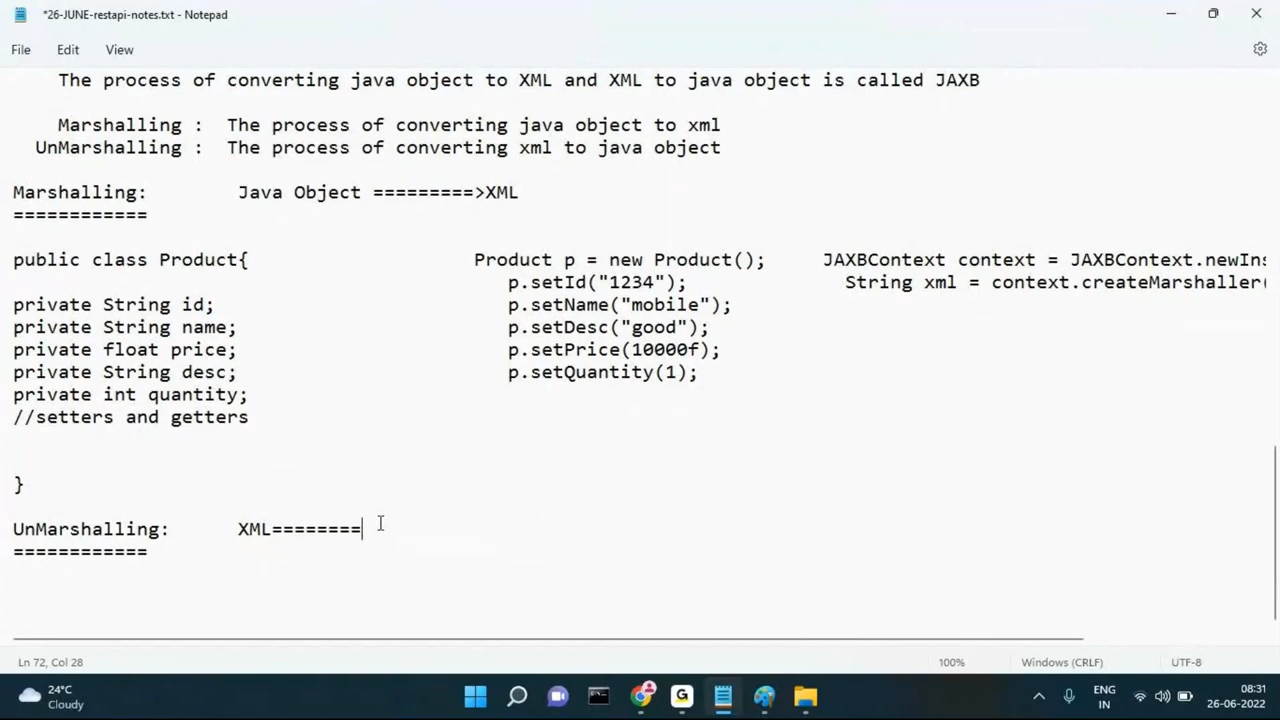 *26-JUNE-restapi-notes.txt - Notepad
File Edit View
The process of converting java object to XML and XML to java object is called JAXB
Marshalling : The process of converting java object to xml
UnMarshalling : The process of converting xml to java object
Marshalling: Java Object =========>XML
============
public class Product{ Product p = new Product(); JAXBContext context = JAXBContext.newIns
p.setId("1234"); String xml = context.createMarshaller(
private String id; p.setName("mobile");
private String name; p.setDesc("good");
private float price; p.setPrice(10000f);
private String desc; p.setQuantity(1);
private int quantity;
//setters and getters
}
UnMarshalling: XML========
============
Ln 72, Col 28 100% Windows (CRLF) UTF-8
24°C ENG 08:31
Cloudy IN 26-06-2022